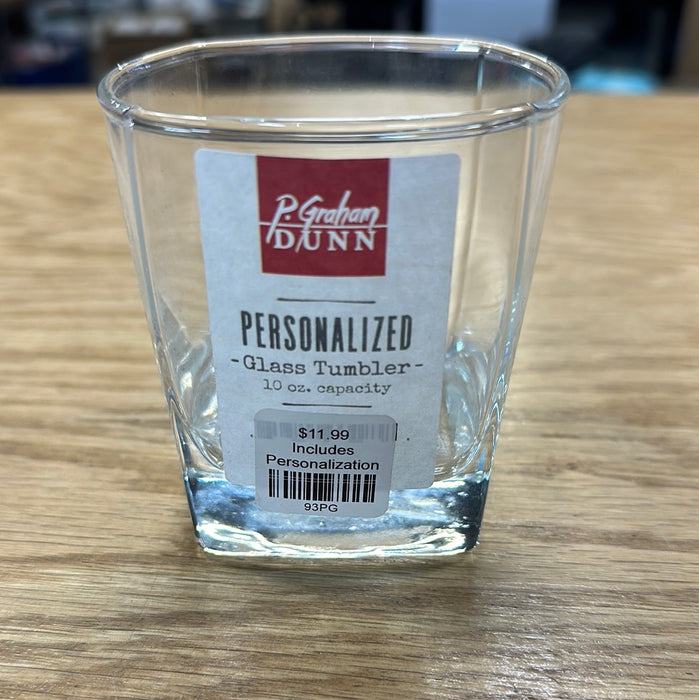 P. Graham
DUNN
PERSONALIZED
-Glass Tumbler-
10 oz. capacity
$11.99
Includes
Personalization
93PG